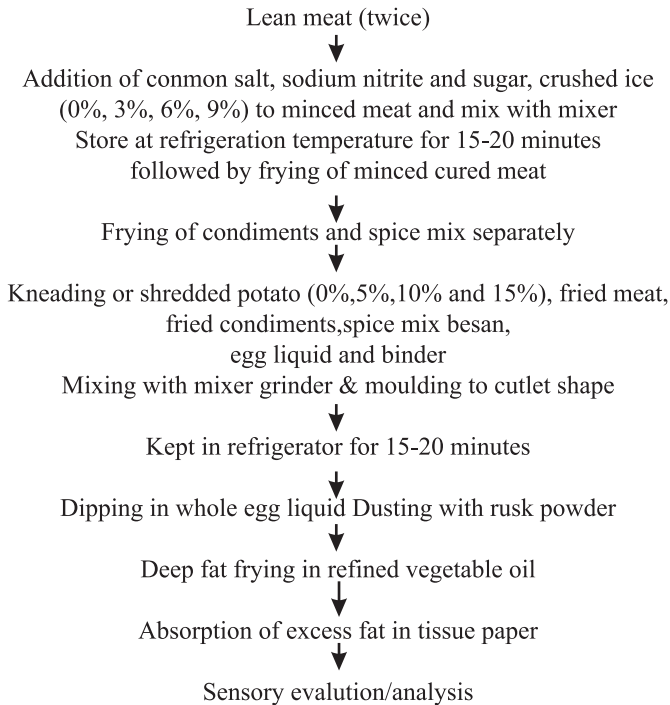 Lean meat (twice)
Addition of conmon salt, sodium nitrite and sugar, crushed ice
(0%, 3%, 6%, 9%) to minced meat and mix with mixer
Store at refrigeration temperature for 15-20 minutes
followed by frying of minced cured meat
Frying of condiments and spice mix separately
Kneading or shredded potato (0%,5%,10% and 15%), fried meat,
fried condiments,spice mix besan,
egg liquid and binder
Mixing with mixer grinder & moulding to cutlet shape
Kept in refrigerator for 15-20 minutes
Dipping in whole egg liquid Dusting with rusk powder
Deep fat frying in refined vegetable oil
Absorption of excess fat in tissue paper
Sensory evalution/analysis